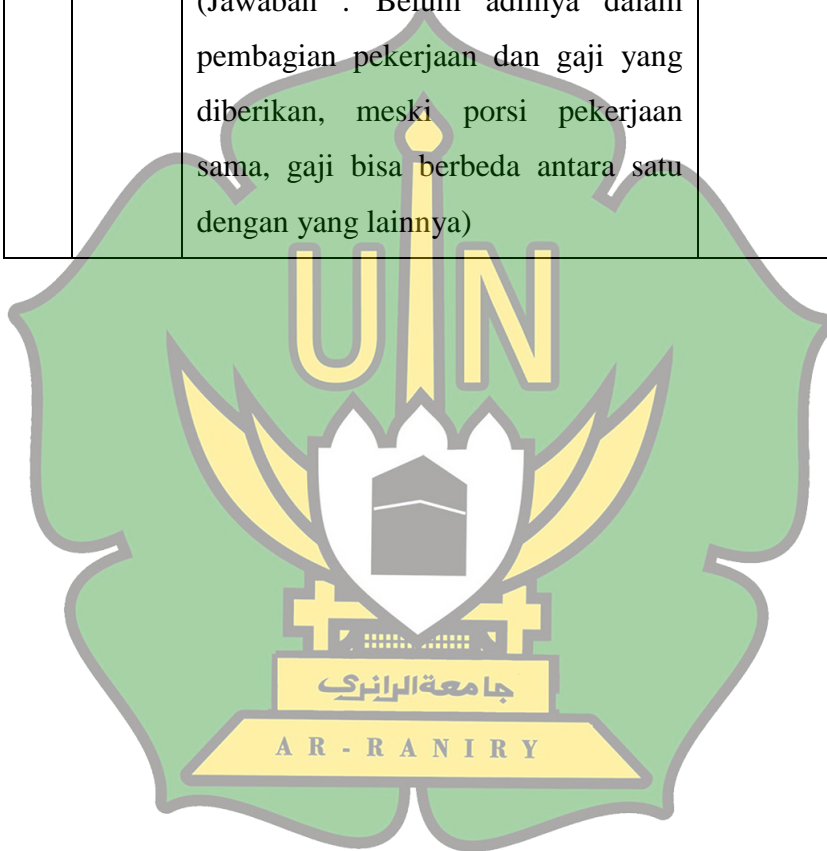 (Jawaban : Belum adilnya dalam
pembagian pekerjaan dan gaji yang
diberikan, meski porsi pekerjaan
sama, gaji bisa berbeda antara satu
dengan yang lainnya)
UIN
جامعة الرانري
AR-RANIRY